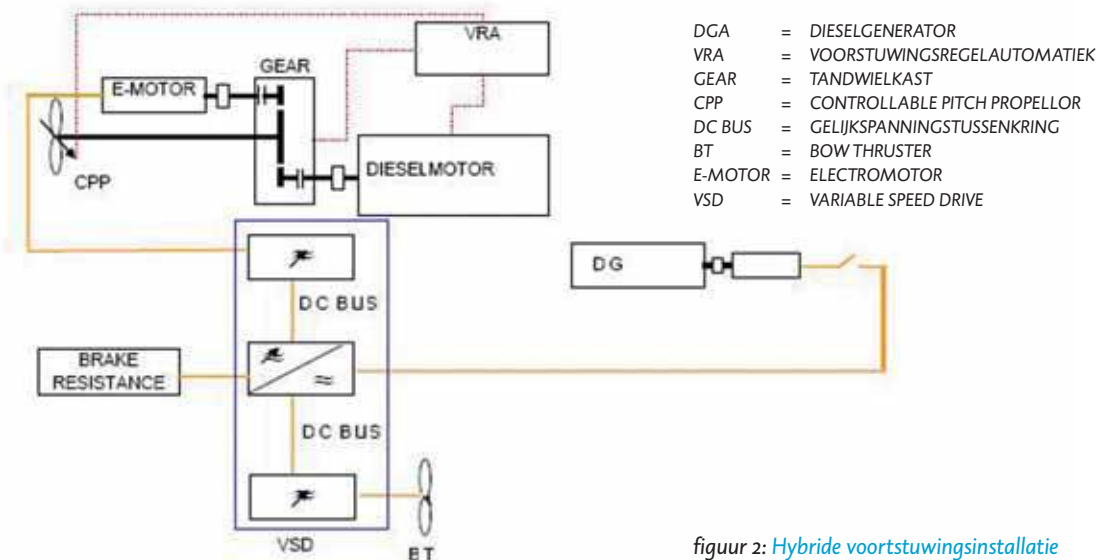 VRA
GEAR
E-MOTOR
CPP
DIESELMOTOR
DG
DC BUS
BRAKE
RESISTANCE
DC BUS
VSD
BT
DGA = DIESELGENERATOR
VRA = VOORSTUWINGSREGELAUTOMATIEK
GEAR = TANDWIELKAST
CPP = CONTROLLABLE PITCH PROPELLOR
DC BUS = GELIJKSPANNINGSTUSSENKRING
BT = BOW THRUSTER
E-MOTOR = ELECTROMOTOR
VSD = VARIABLE SPEED DRIVE
figuur 2: Hybride voortstuwingsinstallatie